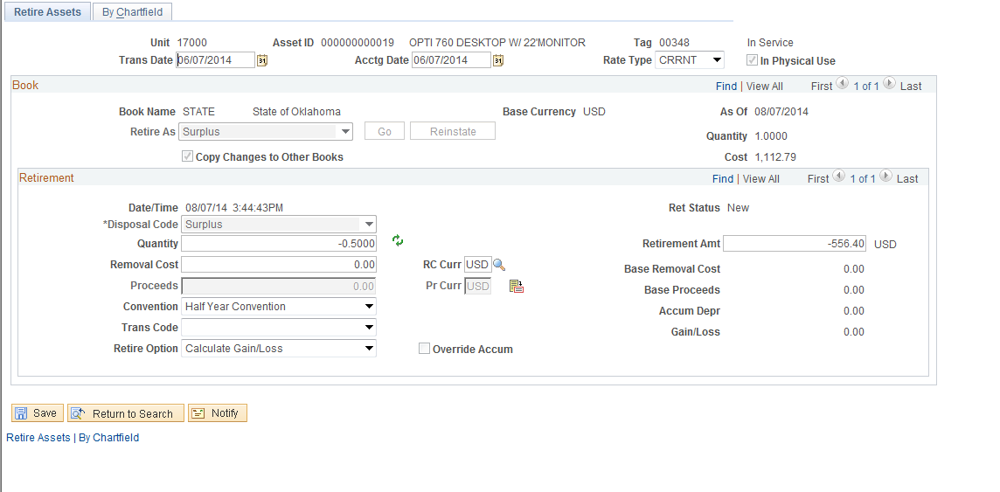 Retire Assets By Chartfield
Unit 17000 Asset ID 000000000019 OPTI 760 DESKTOP W/ 22'MONITOR Tag 00348 In Service
Trans Date 06/07/2014 31 Acctg Date 06/07/2014 31 Rate Type CRRNT In Physical Use
Book Find | View All First 1 of 1 Last
Book Name STATE State of Oklahoma Base Currency USD As Of 08/07/2014
Retire As Surplus Go Reinstate Quantity 1.0000
Copy Changes to Other Books Cost 1,112.79
Retirement Find | View All First 1 of 1 Last
Date/Time 08/07/14 3:44:43PM Ret Status New
*Disposal Code Surplus
Quantity -0.5000 Retirement Amt -556.40 USD
Removal Cost 0.00 RC Curr USD Base Removal Cost 0.00
Proceeds 0.00 Pr Curr USD Base Proceeds 0.00
Convention Half Year Convention Accum Depr 0.00
Trans Code Gain/Loss 0.00
Retire Option Calculate Gain/Loss Override Accum
Save Return to Search Notify
Retire Assets | By Chartfield